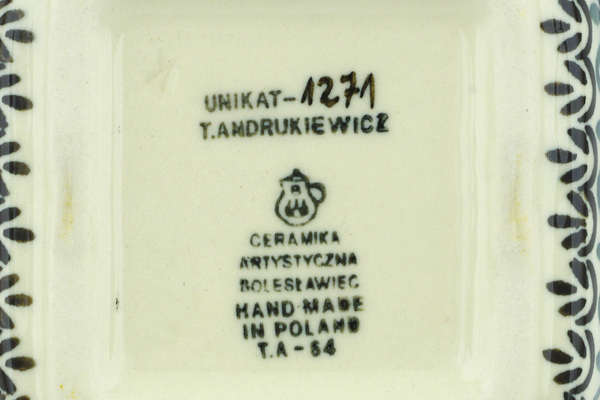 UNIKAT-1271
T.ANDRUKIEWICZ
CERAMIKA
ARTYSTYCZNA
BOLESŁAWIEC
HAND MADE
IN POLAND
T.A-64